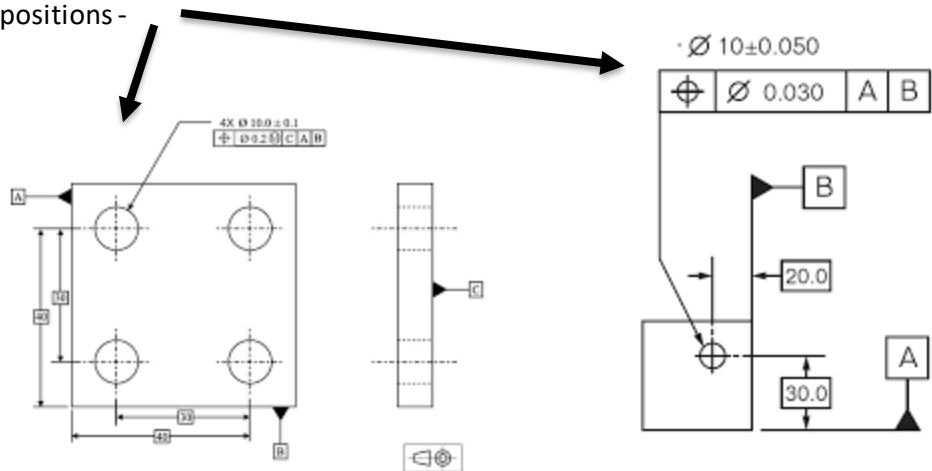 positions -
4X Ø 10.0 ± 0.1
⌖ Ø 0.2 Ⓜ C A B
A
40
30
30
40
B
C
· Ø 10±0.050
⌖ Ø 0.030 A B
B
20.0
30.0
A